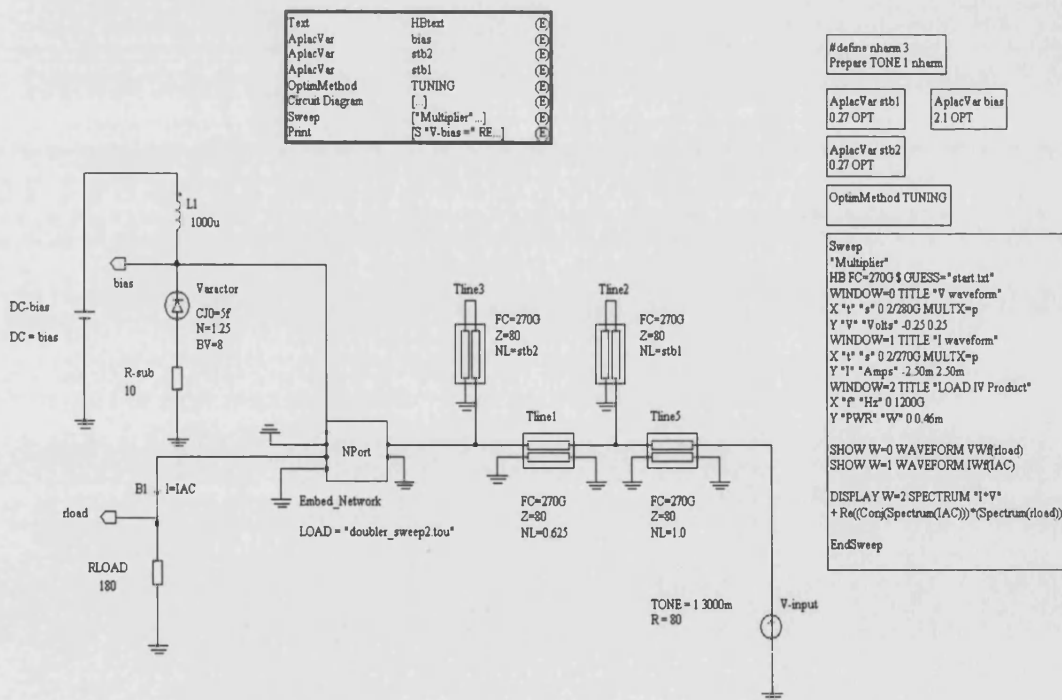 Text HBtext (E)
AplacVar bias (E)
AplacVar stb2 (E)
AplacVar stb1 (E)
OptimMethod TUNING (E)
Circuit Diagram [...] (E)
Sweep ["Multiplier"...] (E)
Print [S "V-bias =" RE...] (E)
#define nharm 3
Prepare TONE 1 nharm
AplacVar stb1
0.27 OPT
AplacVar bias
2.1 OPT
AplacVar stb2
0.27 OPT
OptimMethod TUNING
Sweep
"Multiplier"
HB FC=270G $ GUESS="start.txt"
WINDOW=0 TITLE "V waveform"
X "t" "s" 0 2/280G MULTX=p
Y "V" "Volts" -0.25 0.25
WINDOW=1 TITLE "I waveform"
X "t" "s" 0 2/270G MULTX=p
Y "I" "Amps" -2.50m 2.50m
WINDOW=2 TITLE "LOAD IV Product"
X "f" "Hz" 0 1200G
Y "PWR" "W" 0 0.46m
SHOW W=0 WAVEFORM VWf(rload)
SHOW W=1 WAVEFORM IWf(IAC)
DISPLAY W=2 SPECTRUM "I*V"
+ Re((Conj(Spectrum(IAC)))*(Spectrum(rload))
EndSweep
L1
1000u
bias
DC-bias
DC = bias
Varactor
CJ0=5f
N=1.25
BV=8
R-sub
10
Tline3
FC=270G
Z=80
NL=stb2
Tline2
FC=270G
Z=80
NL=stb1
NPort
Embed_Network
LOAD = "doubler_sweep2.tou"
Tline1
FC=270G
Z=80
NL=0.625
Tline5
FC=270G
Z=80
NL=1.0
B1
I=IAC
rload
RLOAD
180
TONE = 1 3000m
R = 80
V-input